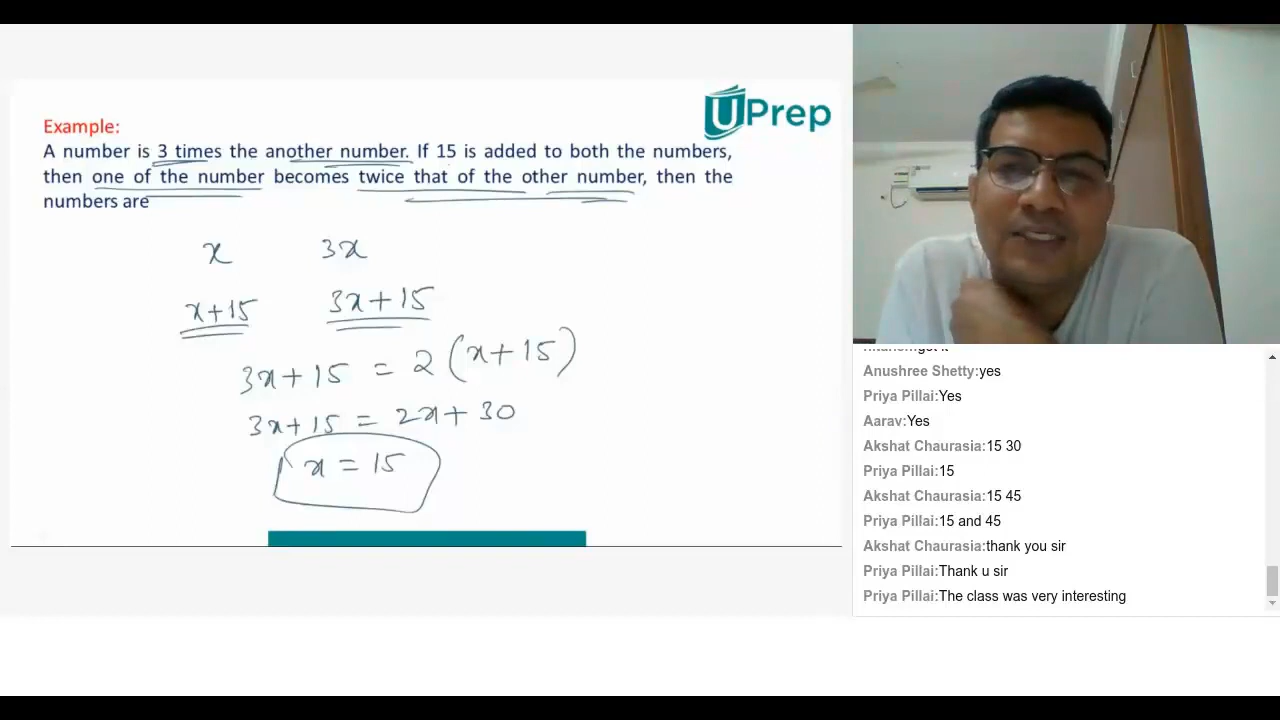 UPrep
Example:
A number is 3 times the another number. If 15 is added to both the numbers,
then one of the number becomes twice that of the other number, then the
numbers are
x 3x
x+15 3x+15
3x+15 = 2(x+15)
3x+15 = 2x+30
x = 15
Anushree Shetty:yes
Priya Pillai:Yes
Aarav:Yes
Akshat Chaurasia:15 30
Priya Pillai:15
Akshat Chaurasia:15 45
Priya Pillai:15 and 45
Akshat Chaurasia:thank you sir
Priya Pillai:Thank u sir
Priya Pillai:The class was very interesting